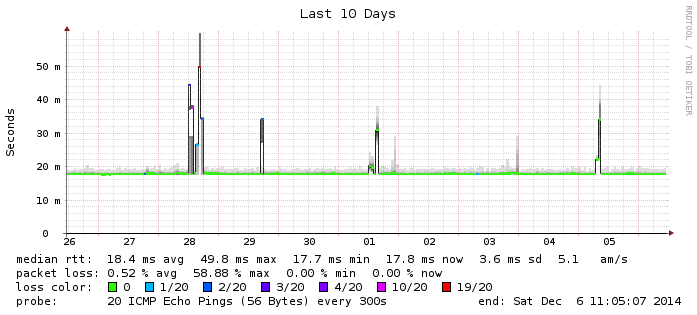 Last 10 Days
RRDTOOL / TOBI OETIKER
Seconds
50 m
40 m
30 m
20 m
10 m
0
26 27 28 29 30 01 02 03 04 05
median rtt: 18.4 ms avg 49.8 ms max 17.7 ms min 17.8 ms now 3.6 ms sd 5.1 am/s
packet loss: 0.52 % avg 58.88 % max 0.00 % min 0.00 % now
loss color: 0 1/20 2/20 3/20 4/20 10/20 19/20
probe: 20 ICMP Echo Pings (56 Bytes) every 300s end: Sat Dec 6 11:05:07 2014